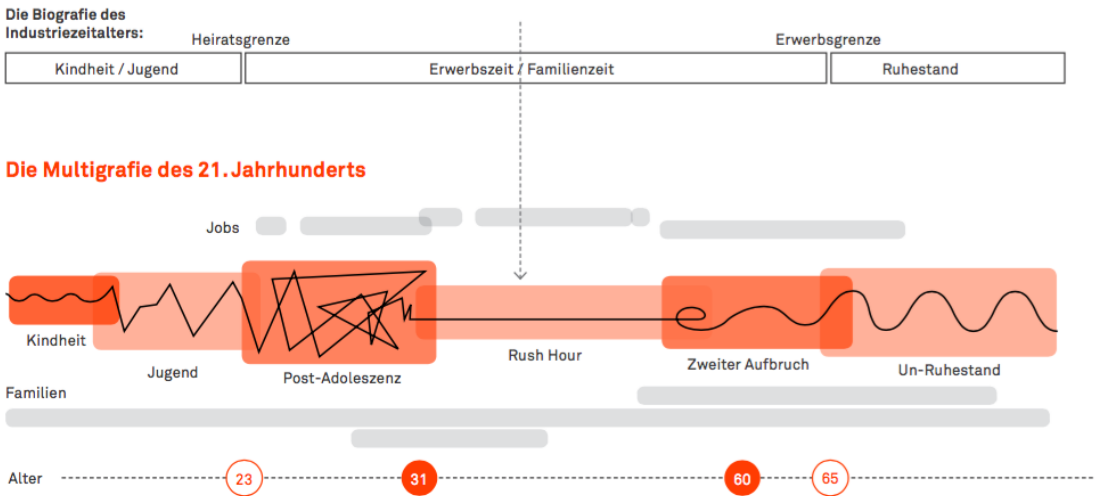 Die Biografie des
Industriezeitalters:
Heiratsgrenze
Erwerbsgrenze
Kindheit / Jugend
Erwerbszeit / Familienzeit
Ruhestand
Die Multigrafie des 21. Jahrhunderts
Jobs
Kindheit
Jugend
Post-Adoleszenz
Rush Hour
Zweiter Aufbruch
Un-Ruhestand
Familien
Alter
23
31
60
65